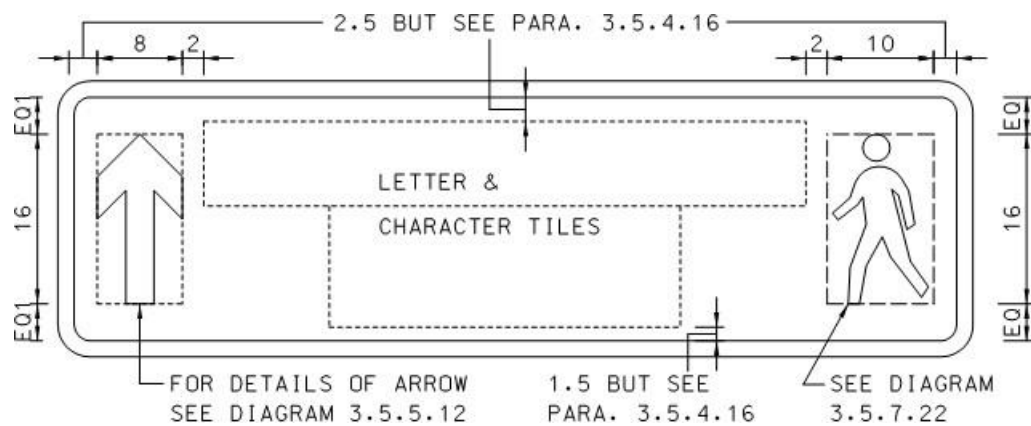 2.5 BUT SEE PARA. 3.5.4.16
8
2
2
10
EQ1
EQ
16
LETTER &
CHARACTER TILES
16
EQ1
EQ
FOR DETAILS OF ARROW
SEE DIAGRAM 3.5.5.12
1.5 BUT SEE
PARA. 3.5.4.16
SEE DIAGRAM
3.5.7.22